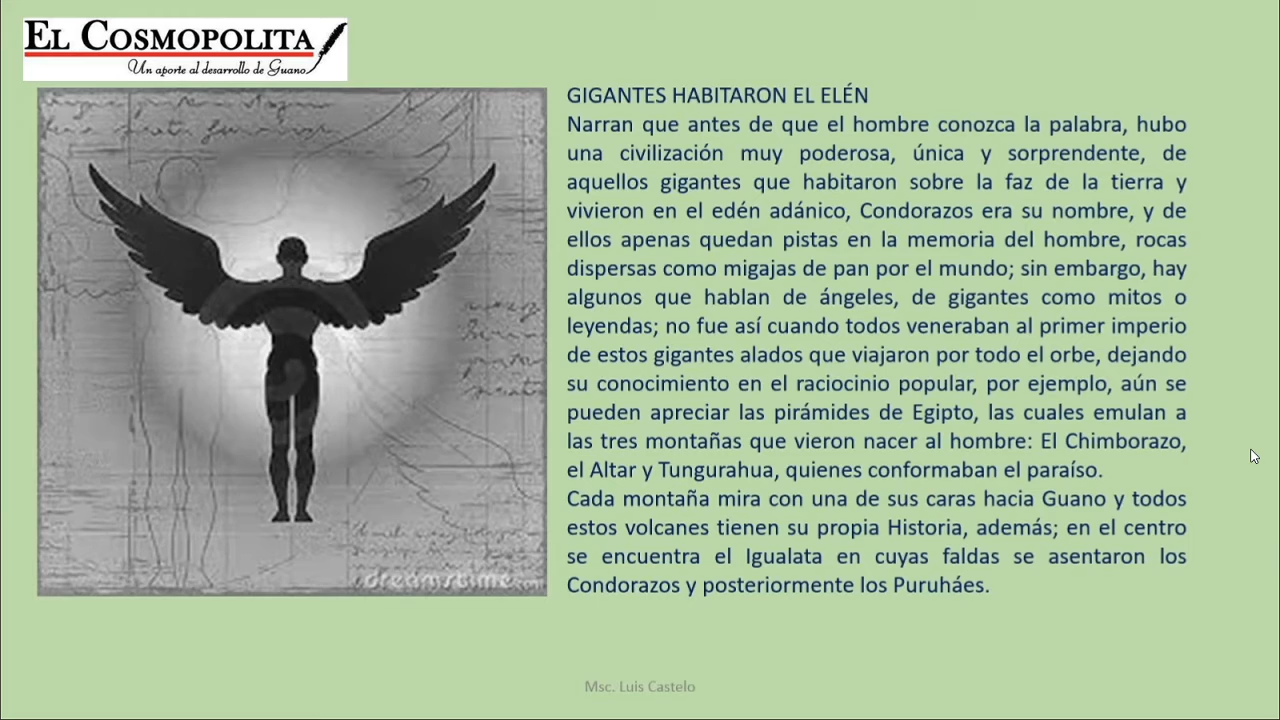 EL COSMOPOLITA
Un aporte al desarrollo de Guano
GIGANTES HABITARON EL ELÉN
Narran que antes de que el hombre conozca la palabra, hubo
una civilización muy poderosa, única y sorprendente, de
aquellos gigantes que habitaron sobre la faz de la tierra y
vivieron en el edén adánico, Condorazos era su nombre, y de
ellos apenas quedan pistas en la memoria del hombre, rocas
dispersas como migajas de pan por el mundo; sin embargo, hay
algunos que hablan de ángeles, de gigantes como mitos o
leyendas; no fue así cuando todos veneraban al primer imperio
de estos gigantes alados que viajaron por todo el orbe, dejando
su conocimiento en el raciocinio popular, por ejemplo, aún se
pueden apreciar las pirámides de Egipto, las cuales emulan a
las tres montañas que vieron nacer al hombre: El Chimborazo,
el Altar y Tungurahua, quienes conformaban el paraíso.
Cada montaña mira con una de sus caras hacia Guano y todos
estos volcanes tienen su propia Historia, además; en el centro
se encuentra el Igualata en cuyas faldas se asentaron los
Condorazos y posteriormente los Puruháes.
dreamstime.com
Msc. Luis Castelo